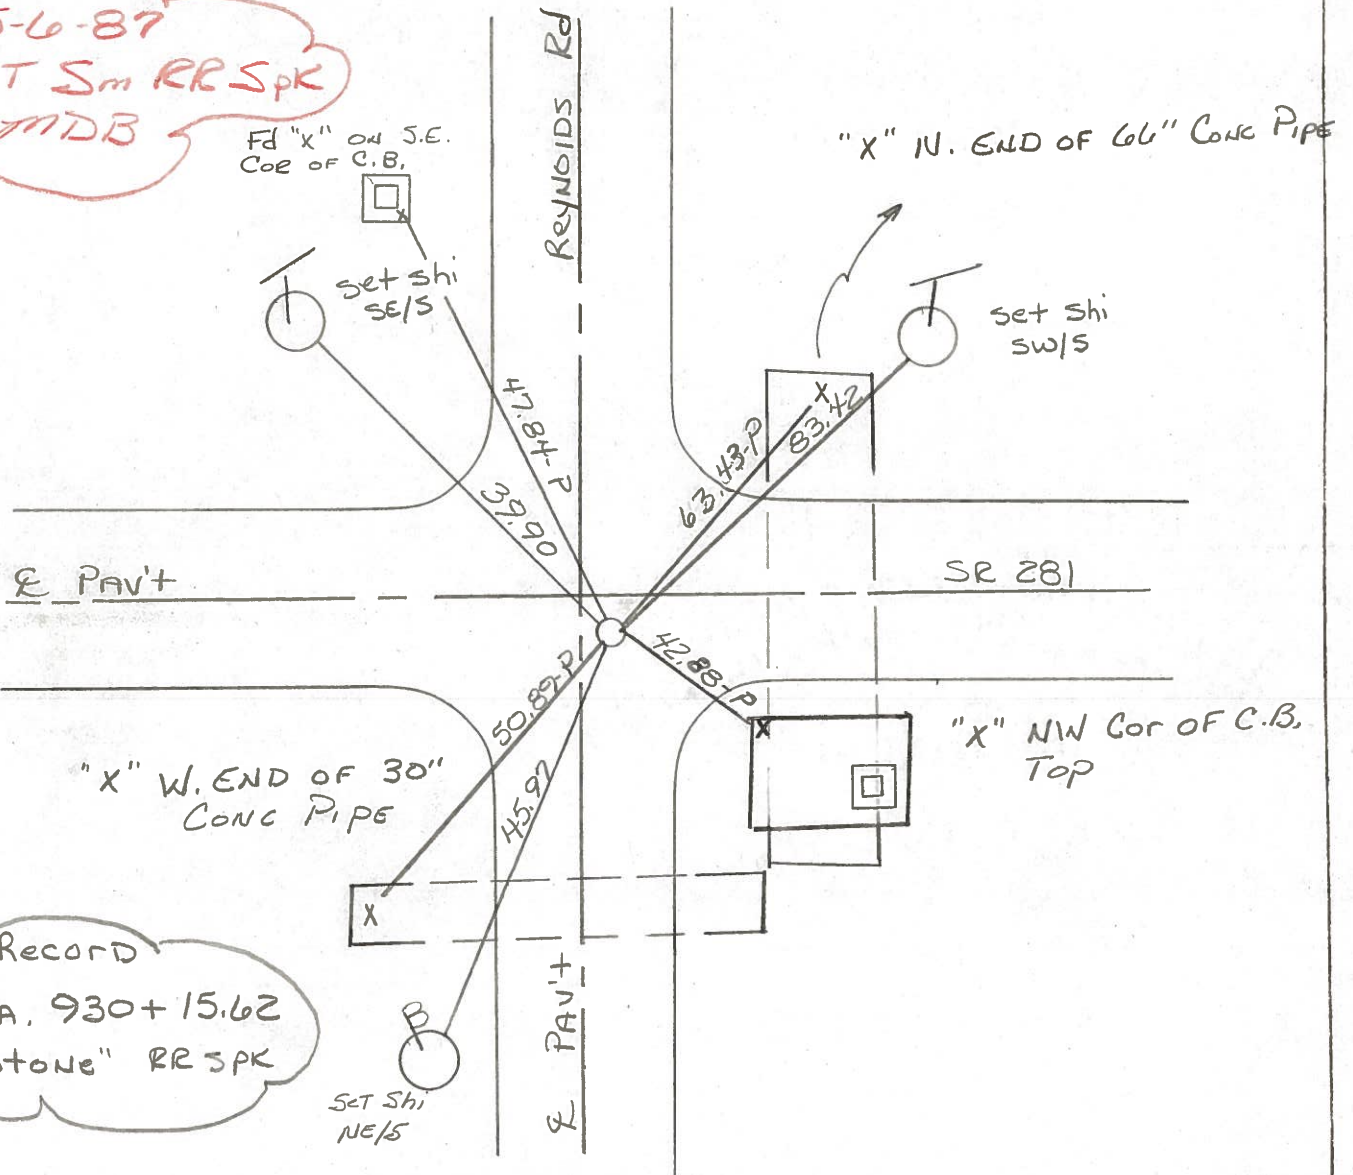 5-6-87
T Sm RR SpK
MDB
Fd "X" ON S.E.
COR OF C.B.
Reynolds Rd
"X" N. END OF 66" CONC PIPE
Set Shi
SE/S
Set Shi
SW/S
47.84-P
39.90
63.43-P
83.42
X
℄ PAV't
SR 281
42.88-P
50.89-P
45.97
X
"X" NW Cor OF C.B.
TOP
"X" W. END OF 30"
CONC PIPE
X
Record
A. 930+15.62
tone" RR SPK
B
SET Shi
NE/S
℄ PAV't